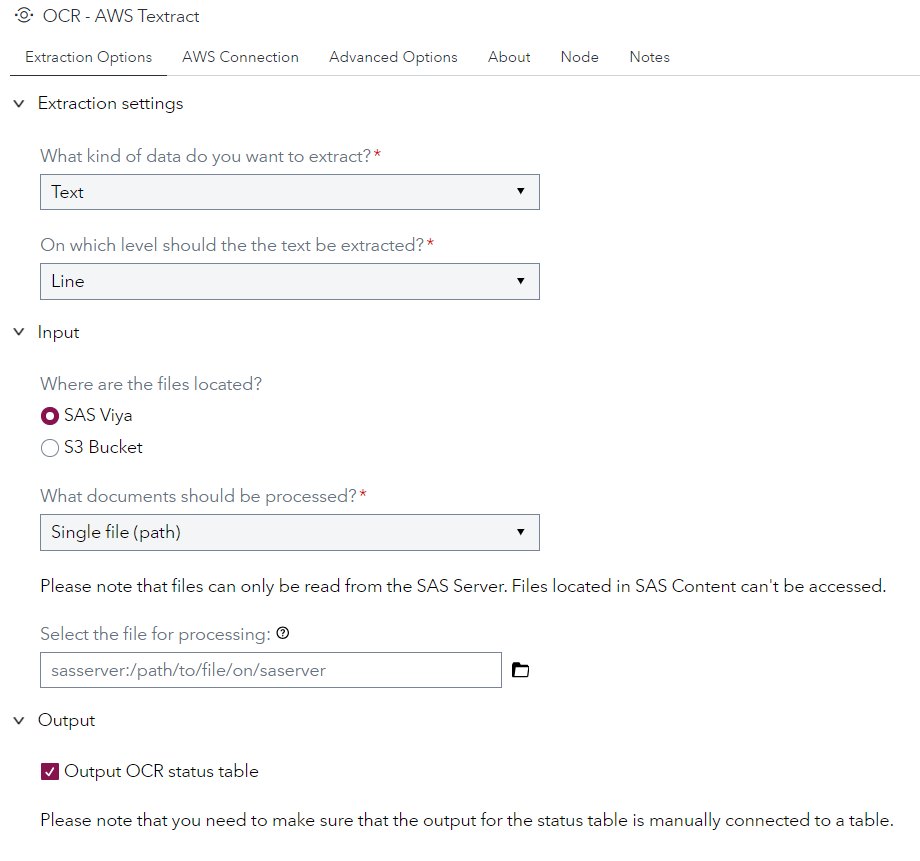 OCR - AWS Textract
Extraction Options AWS Connection Advanced Options About Node Notes
Extraction settings
What kind of data do you want to extract?*
Text
On which level should the the text be extracted?*
Line
Input
Where are the files located?
SAS Viya
S3 Bucket
What documents should be processed?*
Single file (path)
Please note that files can only be read from the SAS Server. Files located in SAS Content can't be accessed.
Select the file for processing:
sasserver:/path/to/file/on/saserver
Output
Output OCR status table
Please note that you need to make sure that the output for the status table is manually connected to a table.